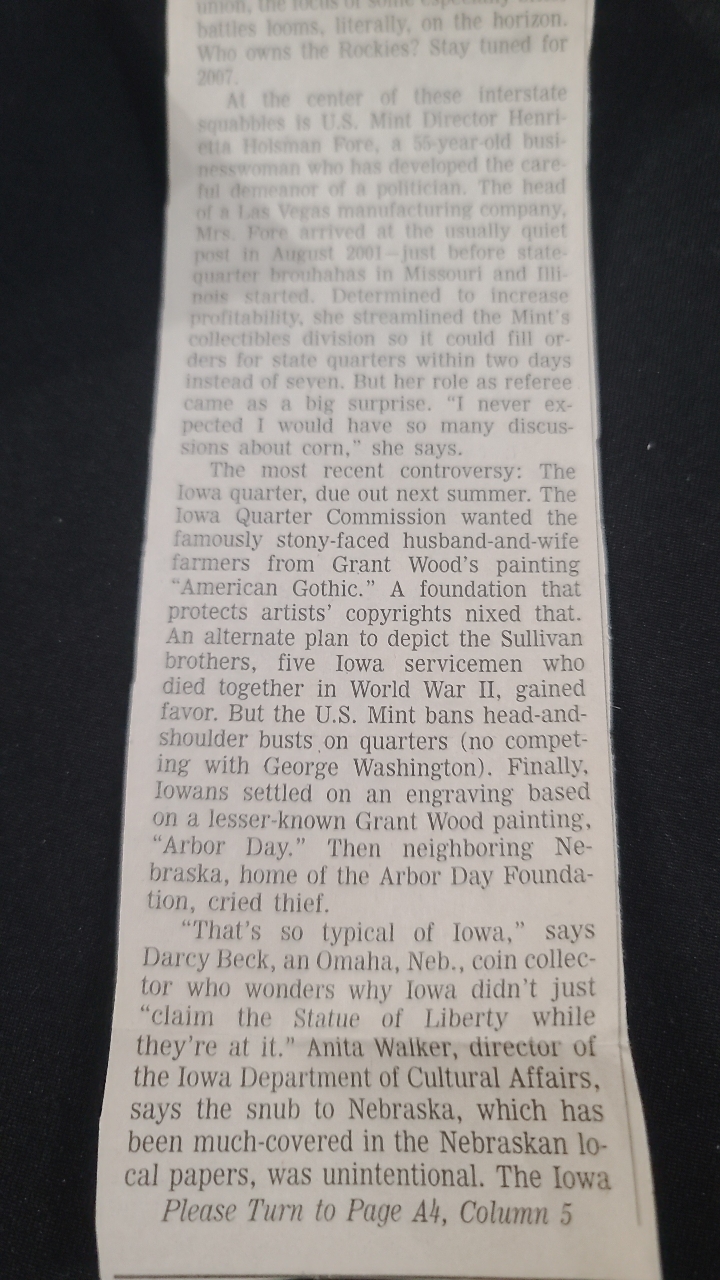 union, the focus of some especially
battles looms, literally, on the horizon.
Who owns the Rockies? Stay tuned for
2007.
At the center of these interstate
squabbles is U.S. Mint Director Henri-
etta Holsman Fore, a 55-year-old busi-
nesswoman who has developed the care-
ful demeanor of a politician. The head
of a Las Vegas manufacturing company,
Mrs. Fore arrived at the usually quiet
post in August 2001—just before state-
quarter brouhahas in Missouri and Illi-
nois started. Determined to increase
profitability, she streamlined the Mint's
collectibles division so it could fill or-
ders for state quarters within two days
instead of seven. But her role as referee
came as a big surprise. "I never ex-
pected I would have so many discus-
sions about corn," she says.
The most recent controversy: The
Iowa quarter, due out next summer. The
Iowa Quarter Commission wanted the
famously stony-faced husband-and-wife
farmers from Grant Wood's painting
"American Gothic." A foundation that
protects artists' copyrights nixed that.
An alternate plan to depict the Sullivan
brothers, five Iowa servicemen who
died together in World War II, gained
favor. But the U.S. Mint bans head-and-
shoulder busts on quarters (no compet-
ing with George Washington). Finally,
Iowans settled on an engraving based
on a lesser-known Grant Wood painting,
"Arbor Day." Then neighboring Ne-
braska, home of the Arbor Day Founda-
tion, cried thief.
"That's so typical of Iowa," says
Darcy Beck, an Omaha, Neb., coin collec-
tor who wonders why Iowa didn't just
"claim the Statue of Liberty while
they're at it." Anita Walker, director of
the Iowa Department of Cultural Affairs,
says the snub to Nebraska, which has
been much-covered in the Nebraskan lo-
cal papers, was unintentional. The Iowa
Please Turn to Page A4, Column 5